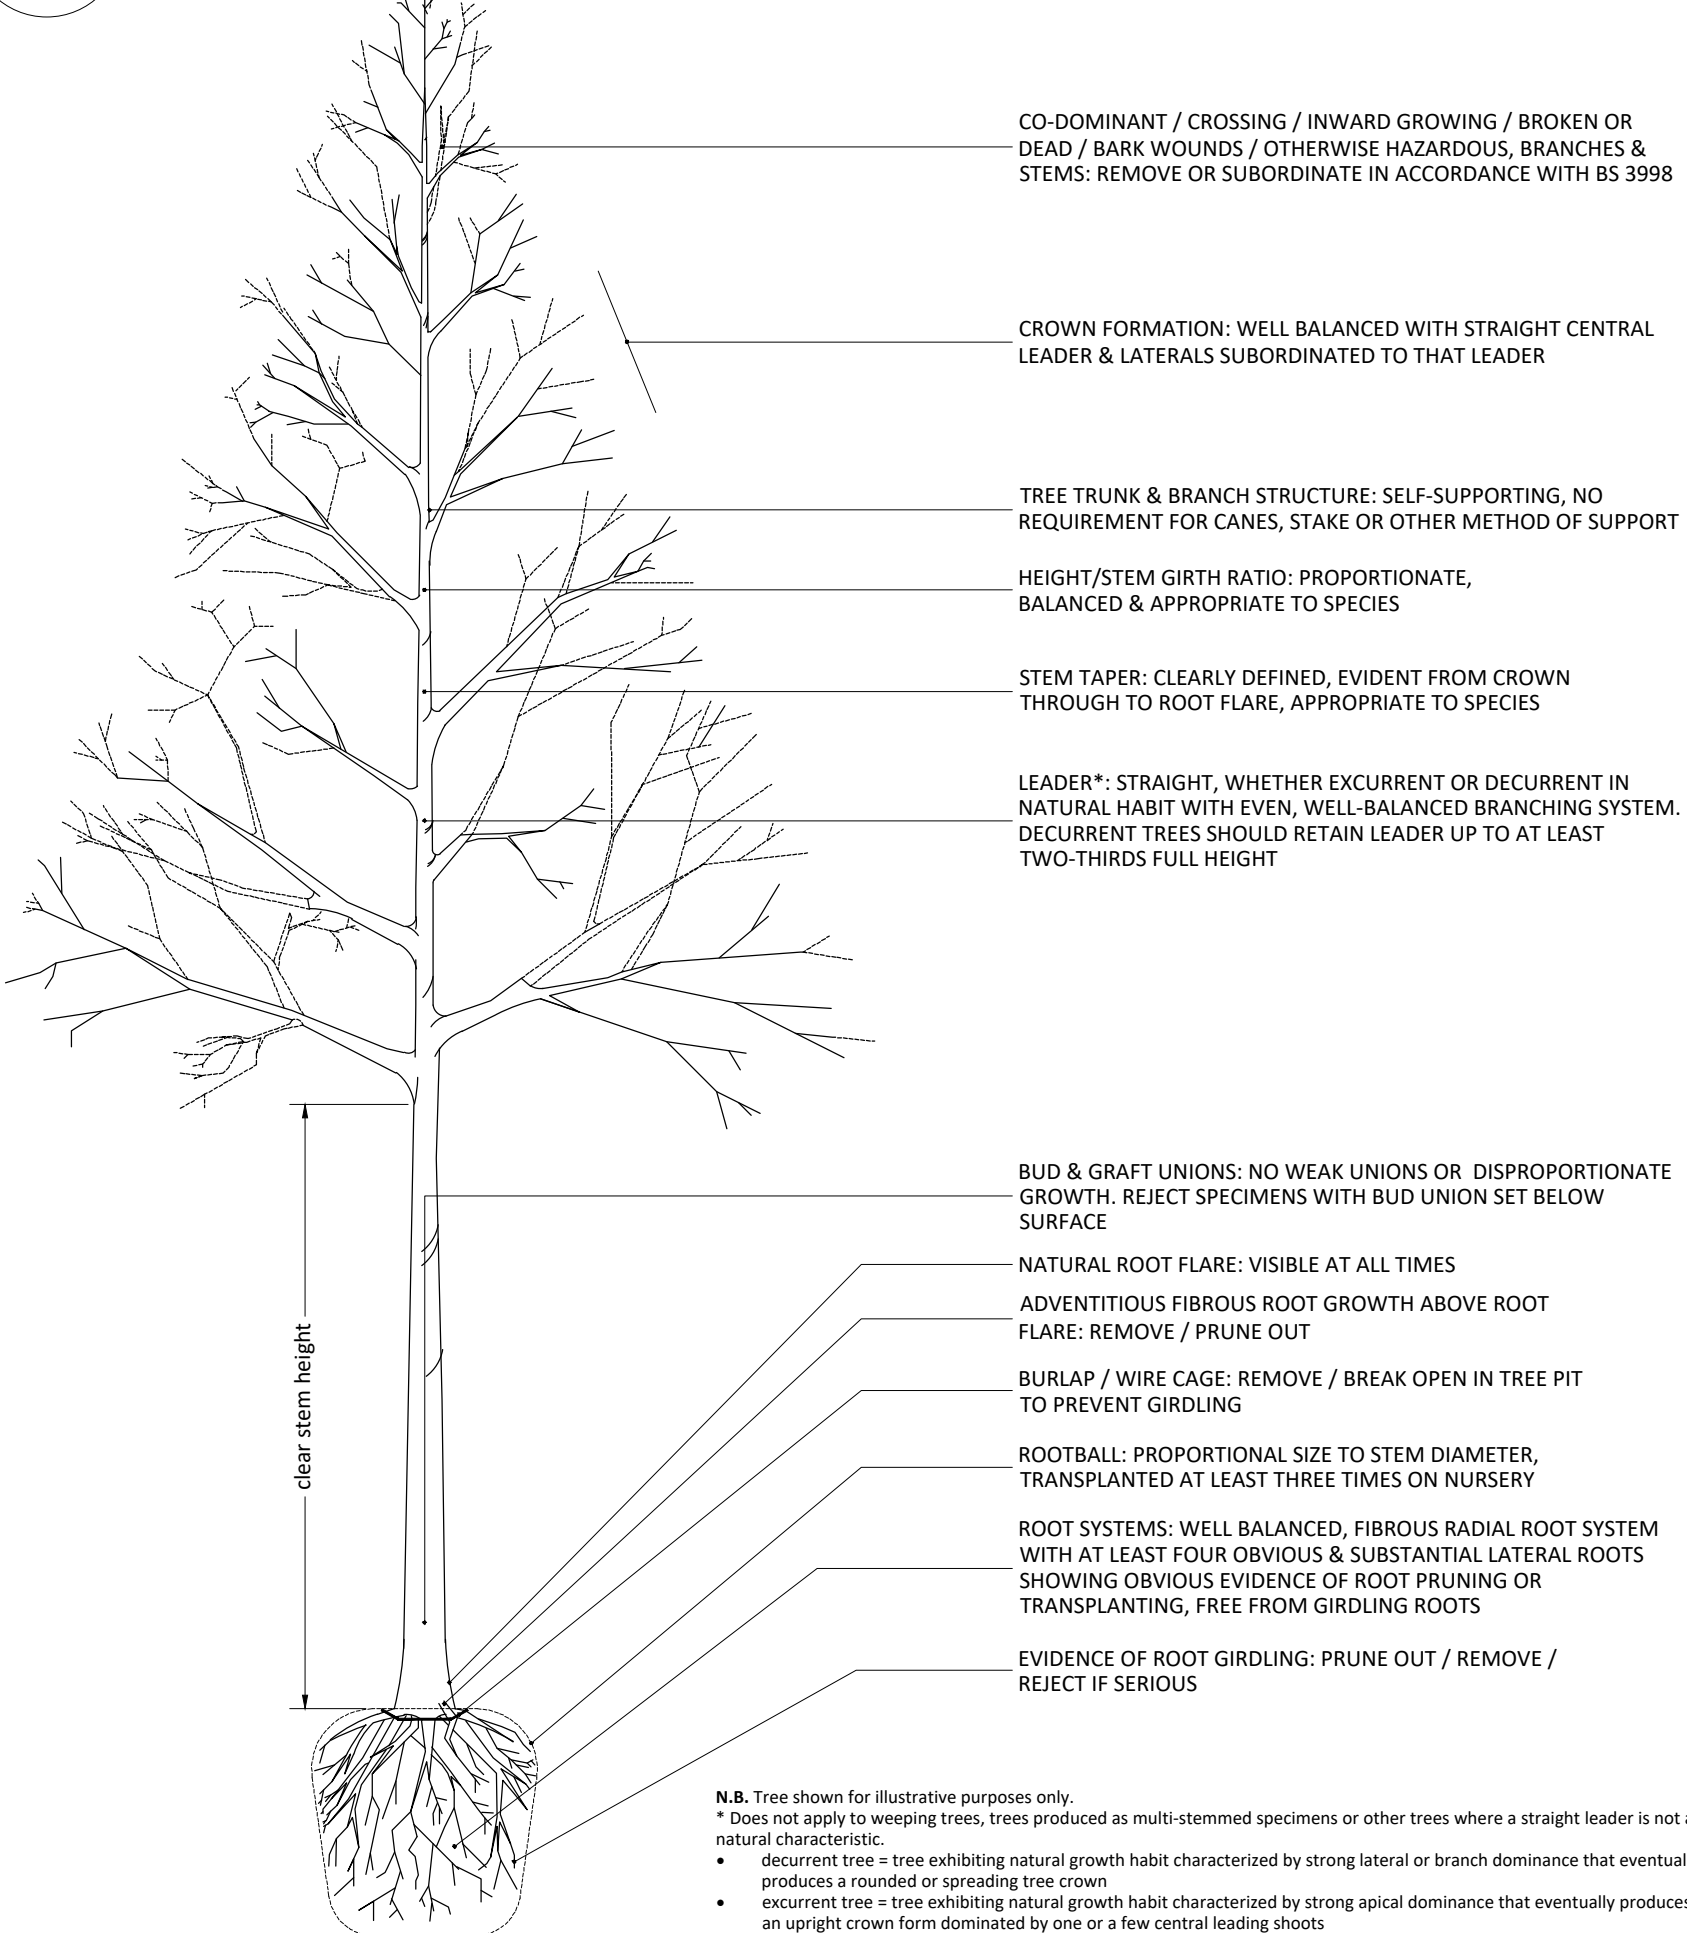 CO-DOMINANT / CROSSING / INWARD GROWING / BROKEN OR
DEAD / BARK WOUNDS / OTHERWISE HAZARDOUS, BRANCHES &
STEMS: REMOVE OR SUBORDINATE IN ACCORDANCE WITH BS 3998
CROWN FORMATION: WELL BALANCED WITH STRAIGHT CENTRAL
LEADER & LATERALS SUBORDINATED TO THAT LEADER
TREE TRUNK & BRANCH STRUCTURE: SELF-SUPPORTING, NO
REQUIREMENT FOR CANES, STAKE OR OTHER METHOD OF SUPPORT
HEIGHT/STEM GIRTH RATIO: PROPORTIONATE,
BALANCED & APPROPRIATE TO SPECIES
STEM TAPER: CLEARLY DEFINED, EVIDENT FROM CROWN
THROUGH TO ROOT FLARE, APPROPRIATE TO SPECIES
LEADER*: STRAIGHT, WHETHER EXCURRENT OR DECURRENT IN
NATURAL HABIT WITH EVEN, WELL-BALANCED BRANCHING SYSTEM.
DECURRENT TREES SHOULD RETAIN LEADER UP TO AT LEAST
TWO-THIRDS FULL HEIGHT
BUD & GRAFT UNIONS: NO WEAK UNIONS OR DISPROPORTIONATE
GROWTH. REJECT SPECIMENS WITH BUD UNION SET BELOW
SURFACE
NATURAL ROOT FLARE: VISIBLE AT ALL TIMES
ADVENTITIOUS FIBROUS ROOT GROWTH ABOVE ROOT
FLARE: REMOVE / PRUNE OUT
clear stem height
BURLAP / WIRE CAGE: REMOVE / BREAK OPEN IN TREE PIT
TO PREVENT GIRDLING
ROOTBALL: PROPORTIONAL SIZE TO STEM DIAMETER,
TRANSPLANTED AT LEAST THREE TIMES ON NURSERY
ROOT SYSTEMS: WELL BALANCED, FIBROUS RADIAL ROOT SYSTEM
WITH AT LEAST FOUR OBVIOUS & SUBSTANTIAL LATERAL ROOTS
SHOWING OBVIOUS EVIDENCE OF ROOT PRUNING OR
TRANSPLANTING, FREE FROM GIRDLING ROOTS
EVIDENCE OF ROOT GIRDLING: PRUNE OUT / REMOVE /
REJECT IF SERIOUS
N.B. Tree shown for illustrative purposes only.
* Does not apply to weeping trees, trees produced as multi-stemmed specimens or other trees where a straight leader is not a
natural characteristic.
• decurrent tree = tree exhibiting natural growth habit characterized by strong lateral or branch dominance that eventual
produces a rounded or spreading tree crown
• excurrent tree = tree exhibiting natural growth habit characterized by strong apical dominance that eventually produces
an upright crown form dominated by one or a few central leading shoots